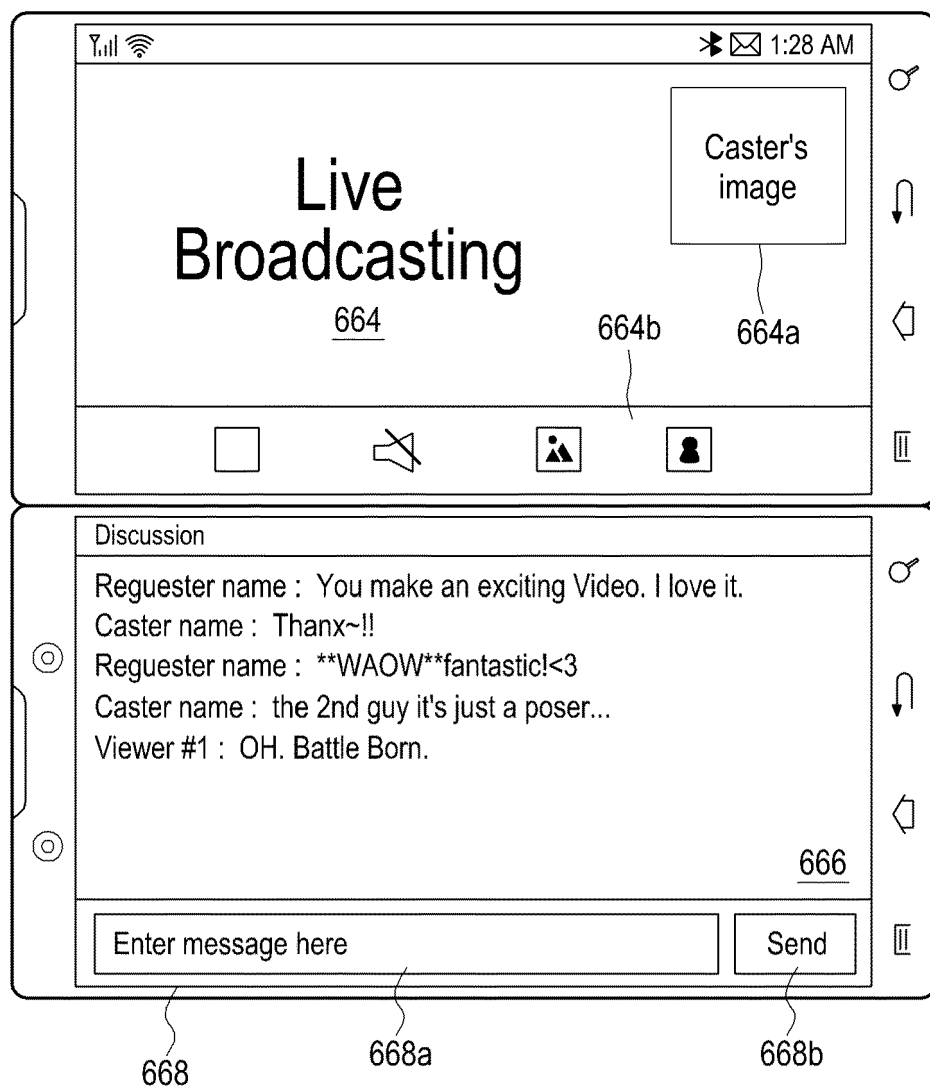 1:28 AM
Caster's
image
Live
Broadcasting
664
664b
664a
Discussion
Reguester name : You make an exciting Video. I love it.
Caster name : Thanx~!!
Reguester name : **WAOW**fantastic!<3
Caster name : the 2nd guy it's just a poser...
Viewer #1 : OH. Battle Born.
666
Enter message here
Send
668
668a
668b